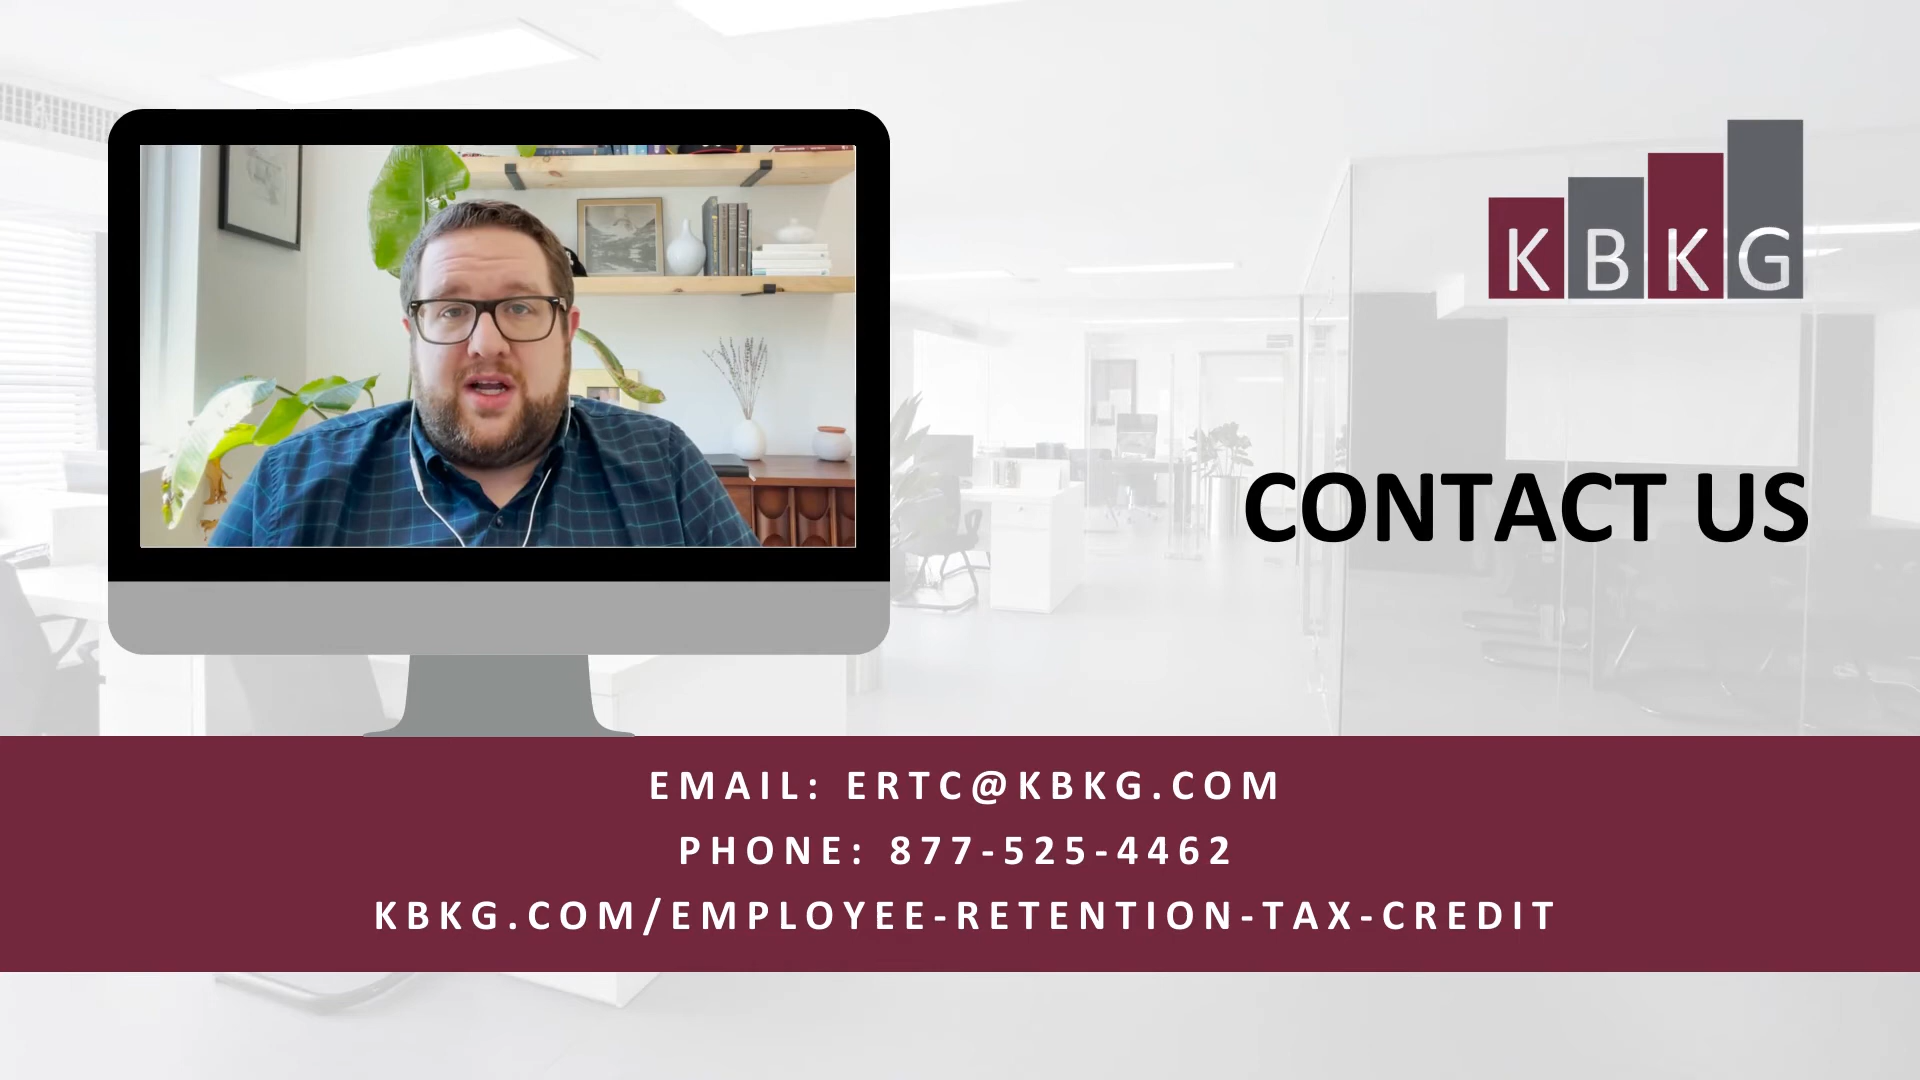 KBKG
CONTACT US
EMAIL: ERTC@KBKG.COM
PHONE: 877-525-4462
KBKG.COM/EMPLOYEE-RETENTION-TAX-CREDIT